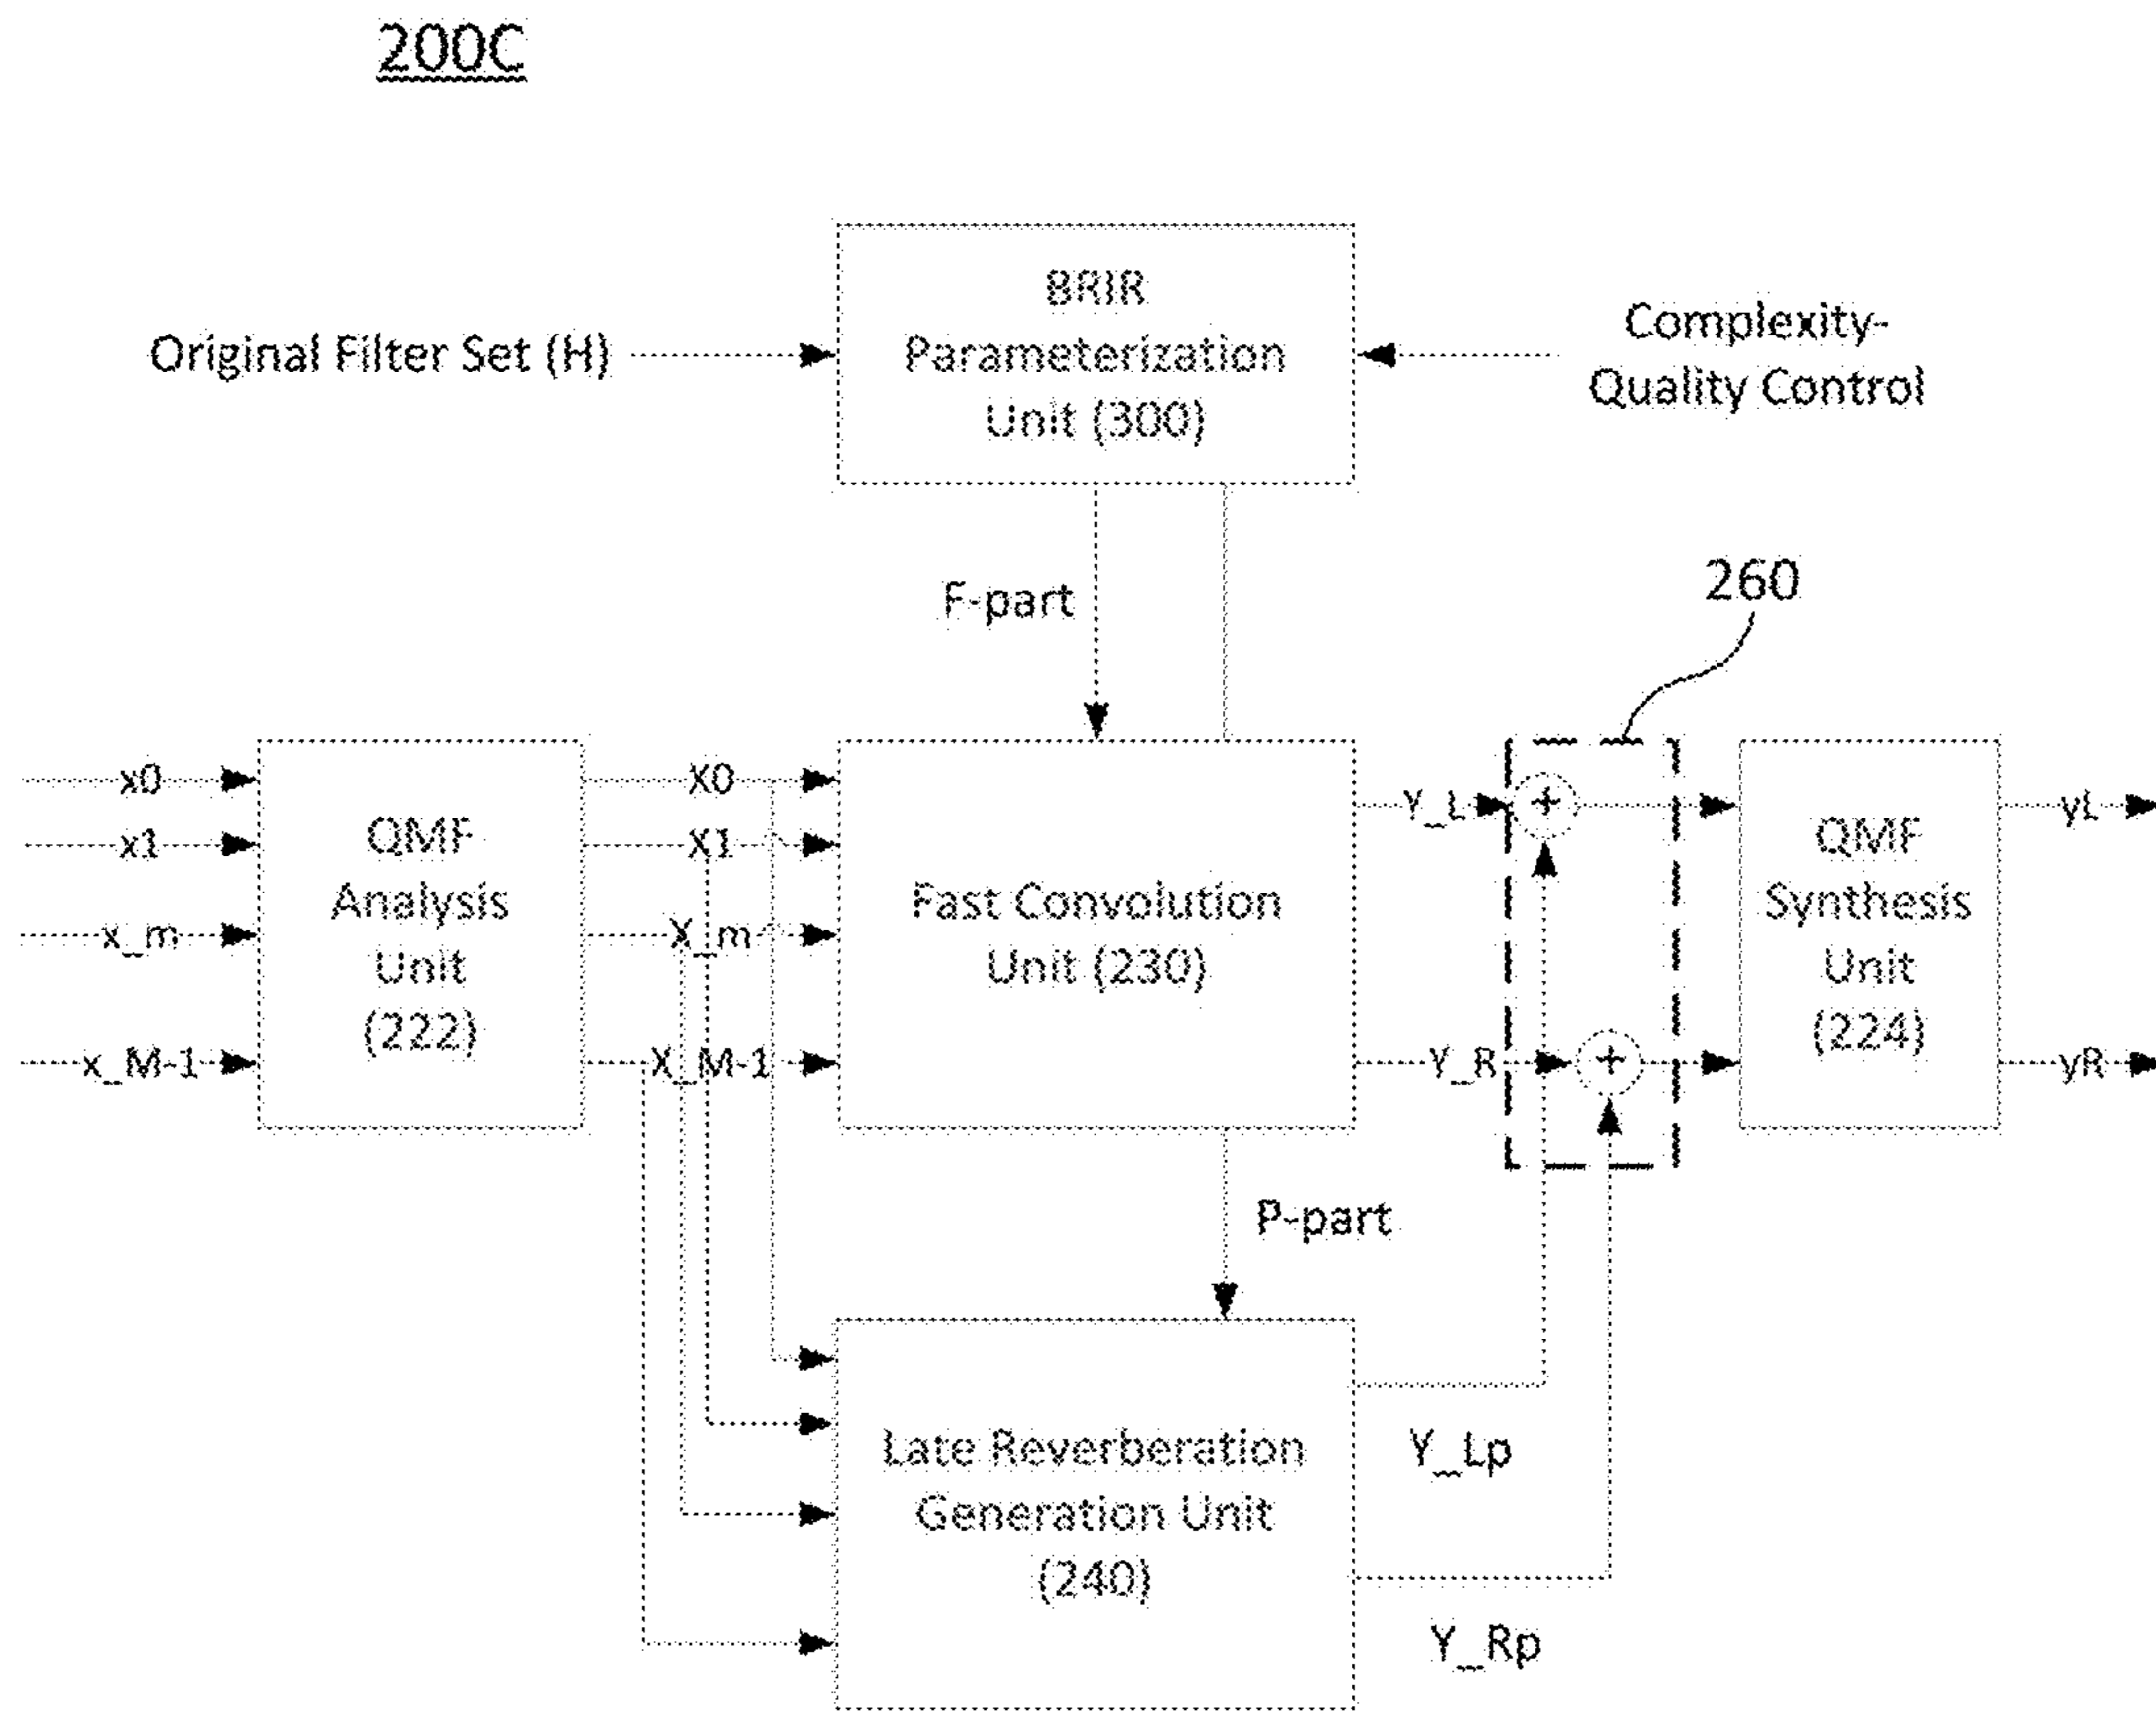 200C
BRIR
Parameterization
Unit (300)
Original Filter Set (H)
Complexity-
Quality Control
F-part
260
x0
x1
x_m
x_M-1
QMF
Analysis
Unit
(222)
X0
X1
X_m
X_M-1
Fast Convolution
Unit (230)
Y_L
Y_R
+
+
QMF
Synthesis
Unit
(224)
yL
yR
P-part
Late Reverberation
Generation Unit
(240)
Y_Lp
Y_Rp